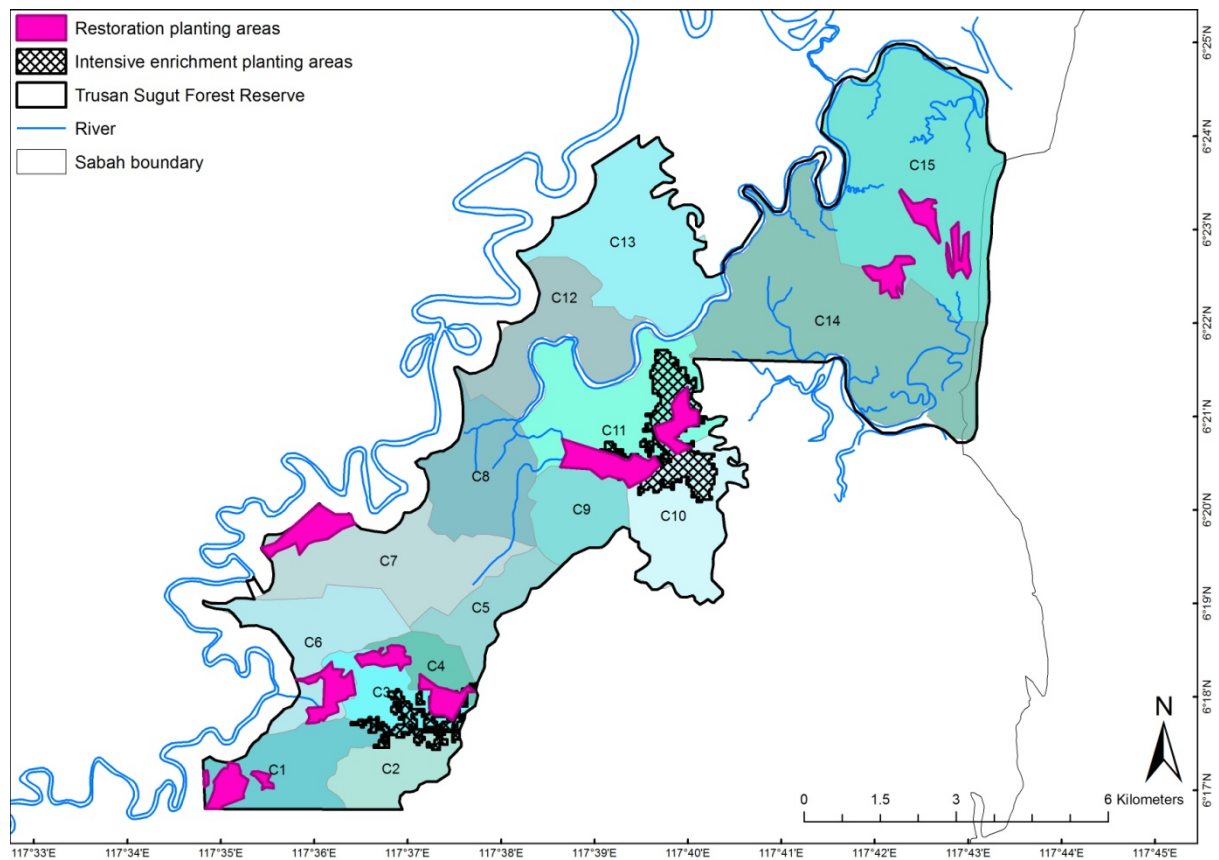 Restoration planting areas
Intensive enrichment planting areas
Trusan Sugut Forest Reserve
River
Sabah boundary
C15
C13
C12
C14
C11
C8
C9
C10
C7
C5
C6
C4
C3
C1
C2
N
0 1.5 3 6 Kilometers
6°25'N
6°24'N
6°23'N
6°22'N
6°21'N
6°20'N
6°19'N
6°18'N
6°17'N
117°33'E 117°34'E 117°35'E 117°36'E 117°37'E 117°38'E 117°39'E 117°40'E 117°41'E 117°42'E 117°43'E 117°44'E 117°45'E